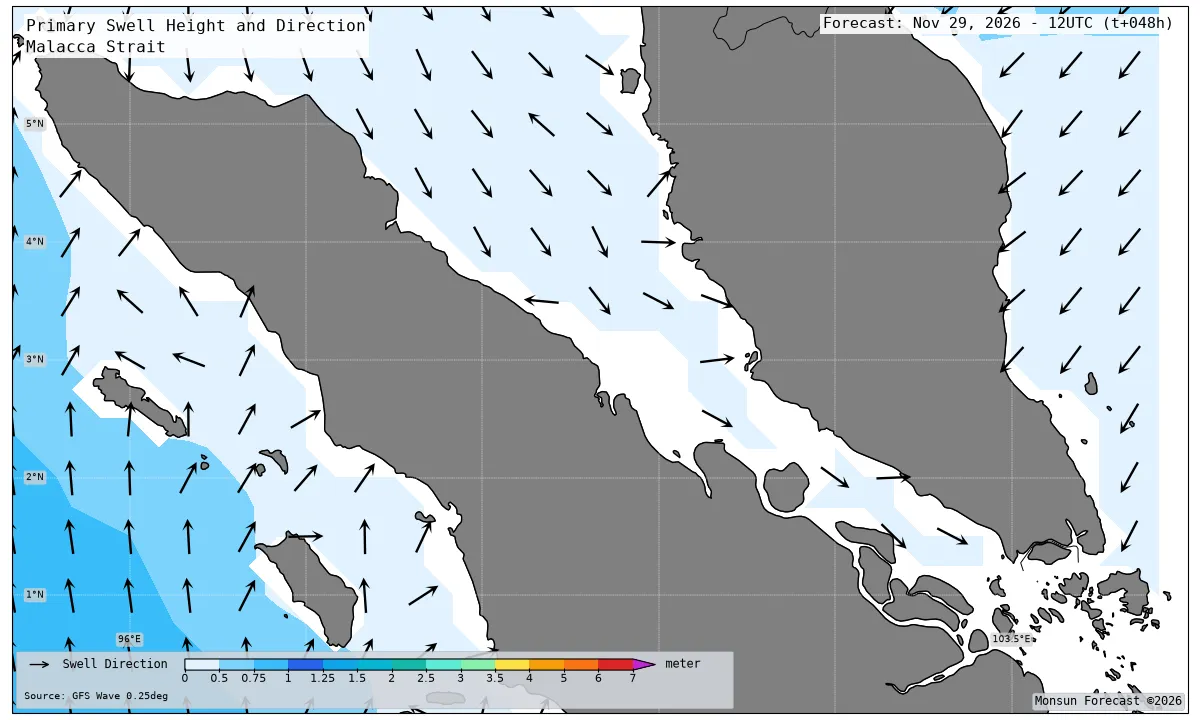 Primary Swell Height and Direction
Malacca Strait
Forecast: Nov 29, 2026 - 12UTC (t+048h)
5°N
4°N
3°N
2°N
1°N
96°E
103.5°E
Swell Direction
meter
0 0.5 0.75 1 1.25 1.5 2 2.5 3 3.5 4 5 6 7
Source: GFS Wave 0.25deg
Monsun Forecast ©2026